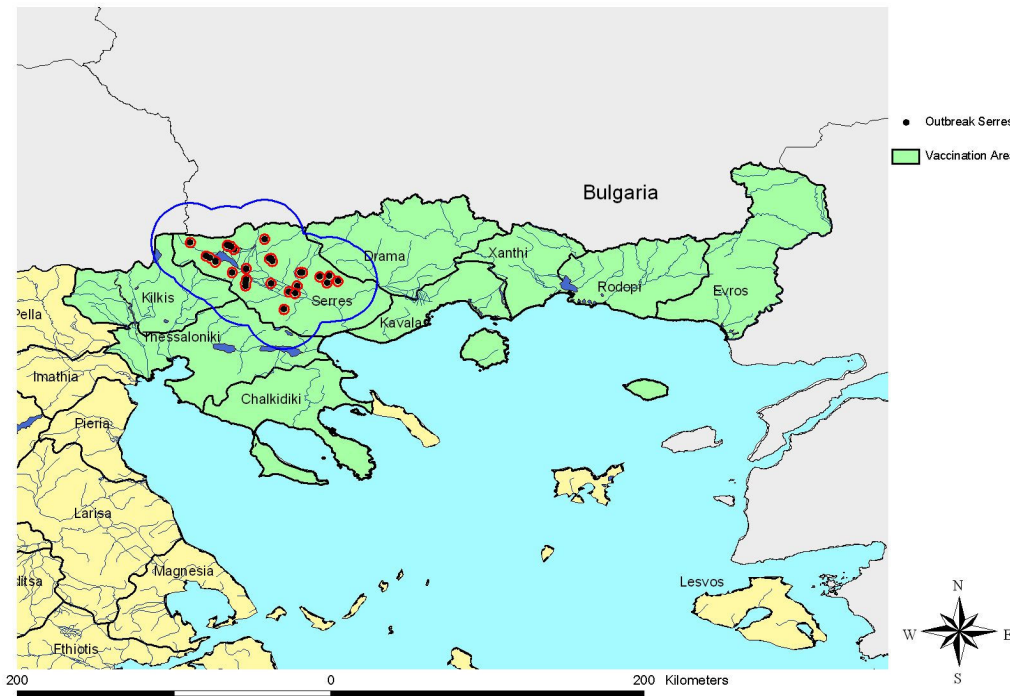 Bulgaria
Outbreak Serres
Vaccination Area
Drama
Xanthi
Rodopi
Evros
Kilkis
Serres
Kavala
Pella
Thessaloniki
Imathia
Chalkidiki
Pieria
Larisa
Magnesia
ditsa
Lesvos
Fthiotis
N
W
E
S
200
0
200
Kilometers